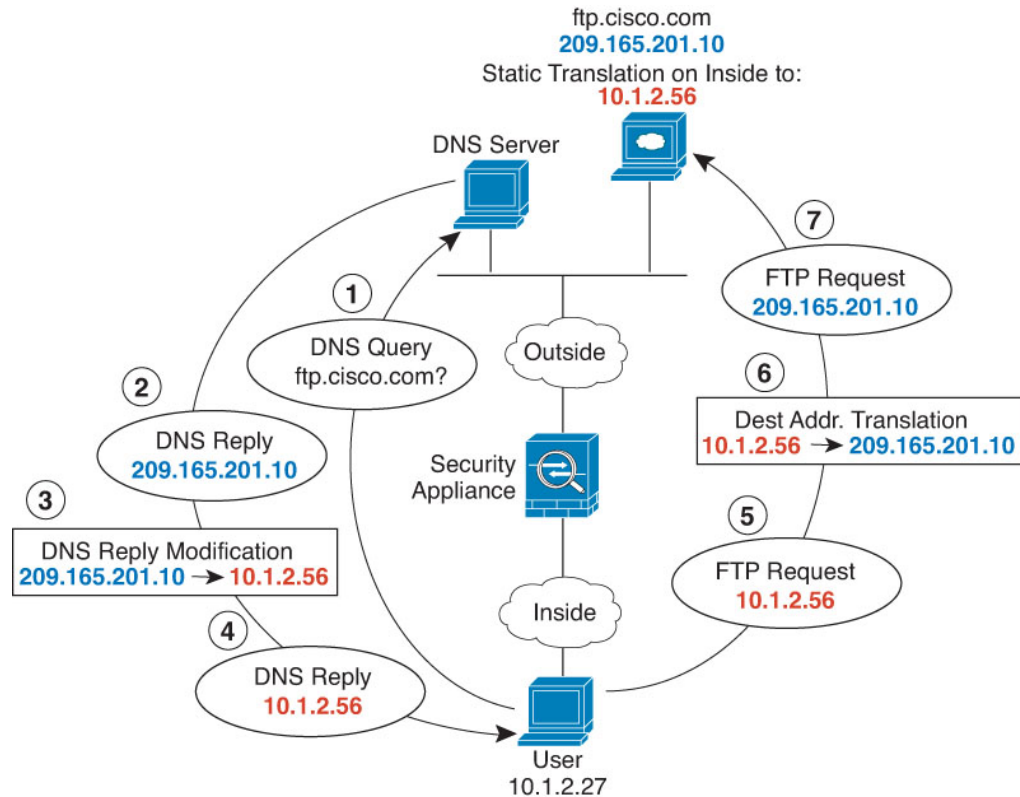 ftp.cisco.com
209.165.201.10
Static Translation on Inside to:
10.1.2.56
DNS Server
7
FTP Request
209.165.201.10
1
DNS Query
ftp.cisco.com?
Outside
2
DNS Reply
209.165.201.10
6
Dest Addr. Translation
10.1.2.56 → 209.165.201.10
Security
Appliance
3
DNS Reply Modification
209.165.201.10 → 10.1.2.56
5
FTP Request
10.1.2.56
Inside
4
DNS Reply
10.1.2.56
User
10.1.2.27